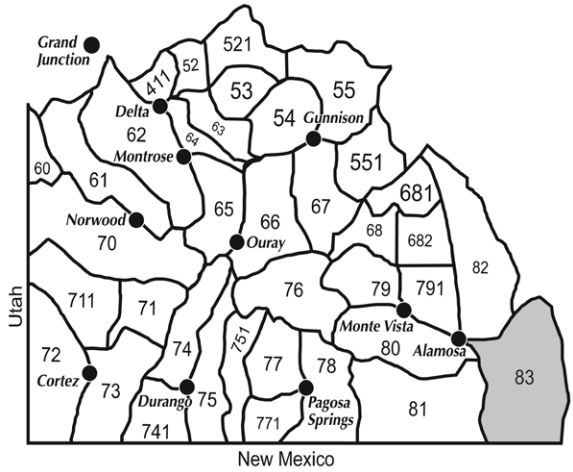 Grand
Junction
521
52
411
53
55
Delta
54
Gunnison
62
63
64
Montrose
551
60
61
681
65
66
67
Norwood
68
682
70
Ouray
82
76
79
791
711
71
Utah
Monte Vista
751
72
74
77
78
80
Alamosa
Cortez
73
Durango
75
Pagosa
Springs
83
81
741
771
New Mexico